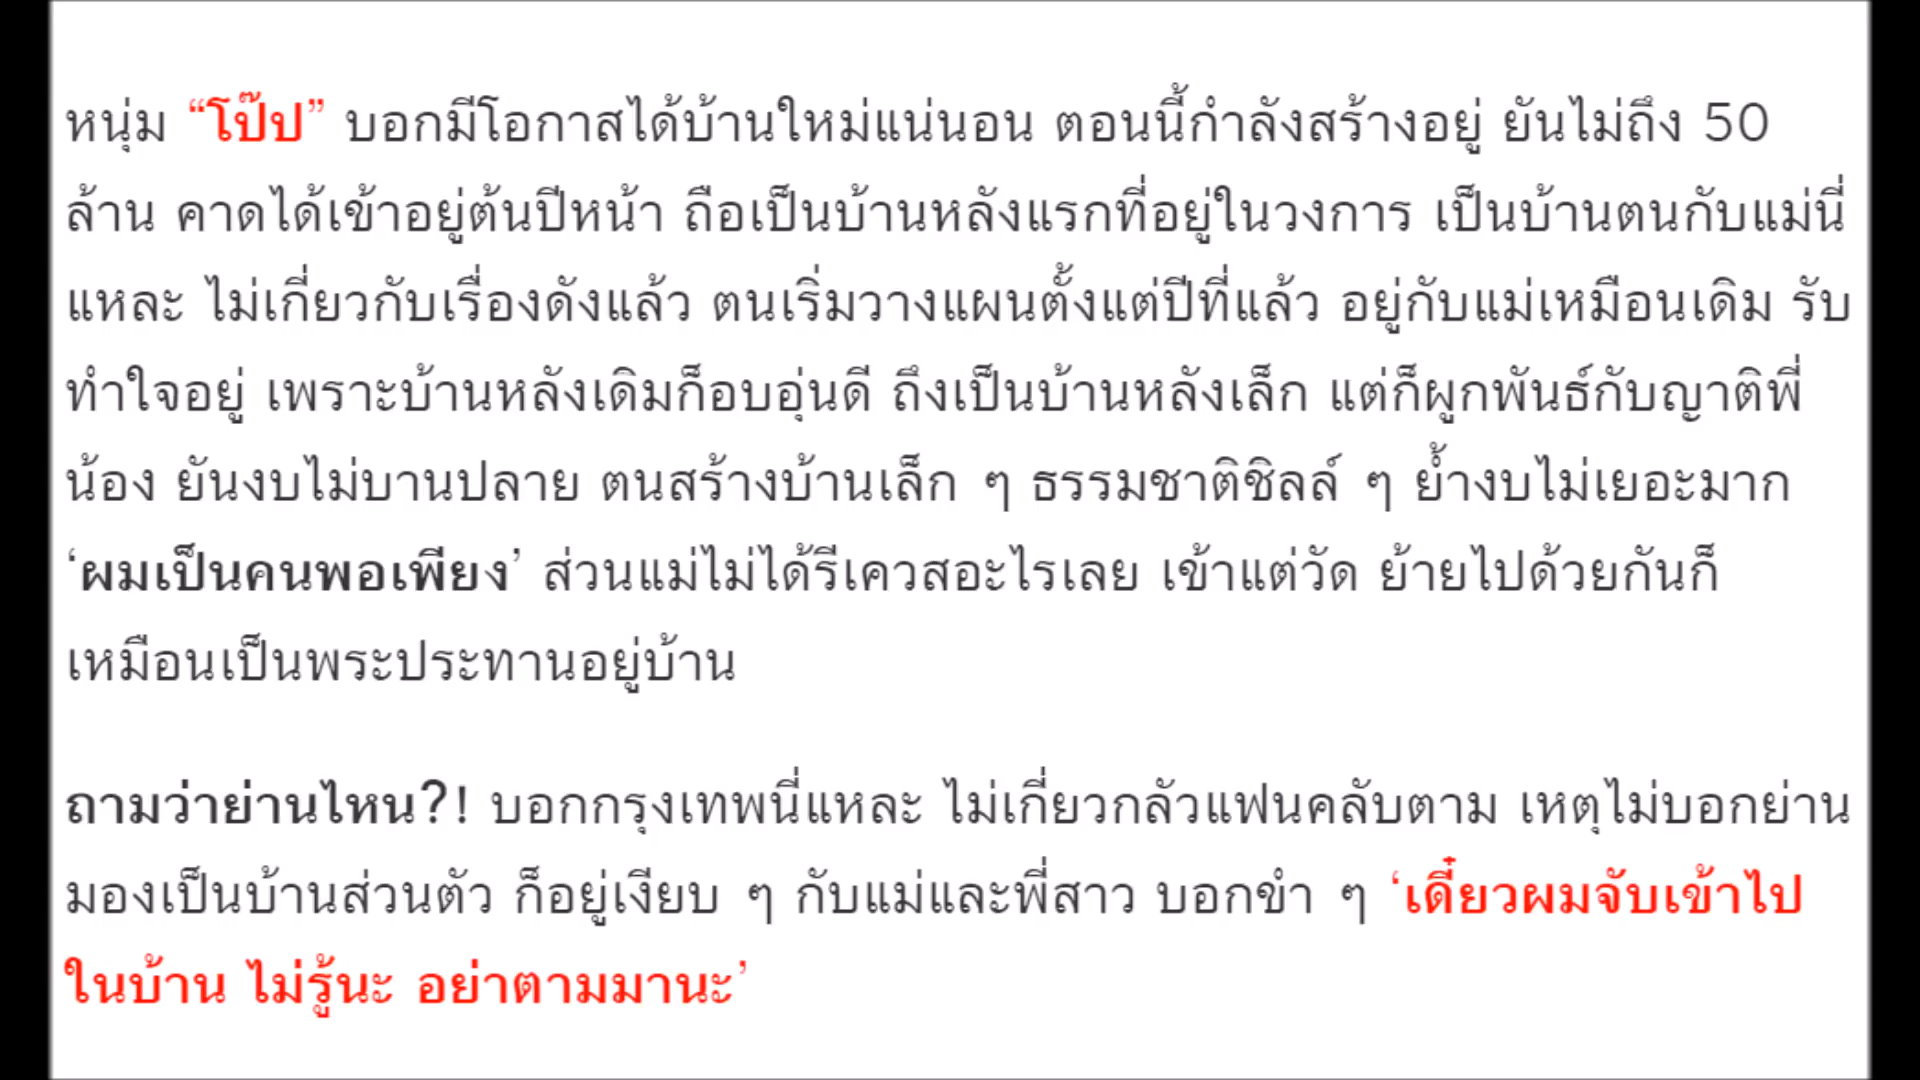 หนุ่ม “โป๊ป” บอกมีโอกาสได้บ้านใหม่แน่นอน ตอนนี้กำลังสร้างอยู่ ยันไม่ถึง 50
ล้าน คาดได้เข้าอยู่ต้นปีหน้า ถือเป็นบ้านหลังแรกที่อยู่ในวงการ เป็นบ้านตนกับแม่นี่
แหละ ไม่เกี่ยวกับเรื่องดังแล้ว ตนเริ่มวางแผนตั้งแต่ปีที่แล้ว อยู่กับแม่เหมือนเดิม รับ
ทำใจอยู่ เพราะบ้านหลังเดิมก็อบอุ่นดี ถึงเป็นบ้านหลังเล็ก แต่ก็ผูกพันธ์กับญาติพี่
น้อง ยันงบไม่บานปลาย ตนสร้างบ้านเล็ก ๆ ธรรมชาติชิลล์ ๆ ย้ำงบไม่เยอะมาก
‘ผมเป็นคนพอเพียง’ ส่วนแม่ไม่ได้รีเควสอะไรเลย เข้าแต่วัด ย้ายไปด้วยกันก็
เหมือนเป็นพระประทานอยู่บ้าน
ถามว่าย่านไหน?! บอกกรุงเทพนี่แหละ ไม่เกี่ยวกลัวแฟนคลับตาม เหตุไม่บอกย่าน
มองเป็นบ้านส่วนตัว ก็อยู่เงียบ ๆ กับแม่และพี่สาว บอกขำ ๆ ‘เดี๋ยวผมจับเข้าไป
ในบ้าน ไม่รู้นะ อย่าตามมานะ’